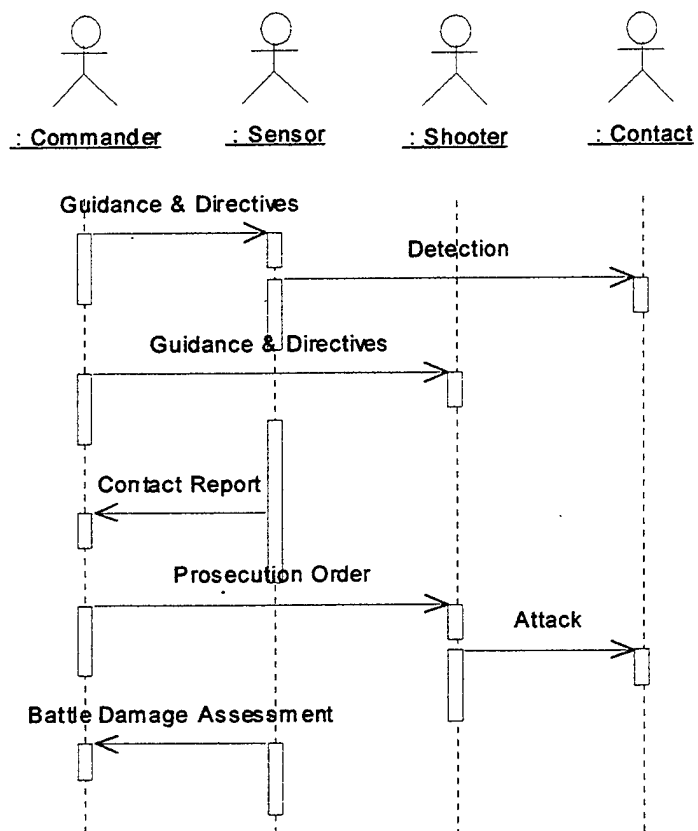 : Commander
: Sensor
: Shooter
: Contact
Guidance & Directives
Detection
Guidance & Directives
Contact Report
Prosecution Order
Attack
Battle Damage Assessment